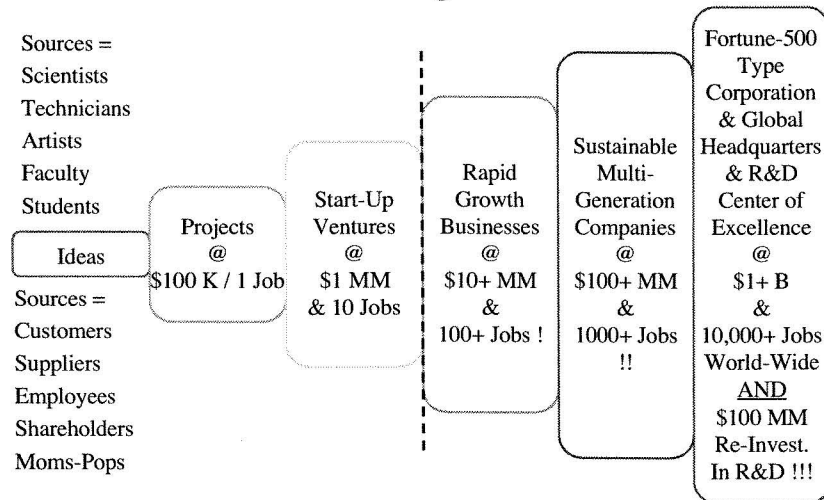 Sources =
Scientists
Technicians
Artists
Faculty
Students
Ideas
Sources =
Customers
Suppliers
Employees
Shareholders
Moms-Pops
Projects
@
$100 K / 1 Job
Start-Up
Ventures
@
$1 MM
& 10 Jobs
Rapid
Growth
Businesses
@
$10+ MM
&
100+ Jobs !
Sustainable
Multi-
Generation
Companies
@
$100+ MM
&
1000+ Jobs
!!
Fortune-500
Type
Corporation
& Global
Headquarters
& R&D
Center of
Excellence
@
$1+ B
&
10,000+ Jobs
World-Wide
AND
$100 MM
Re-Invest.
In R&D !!!